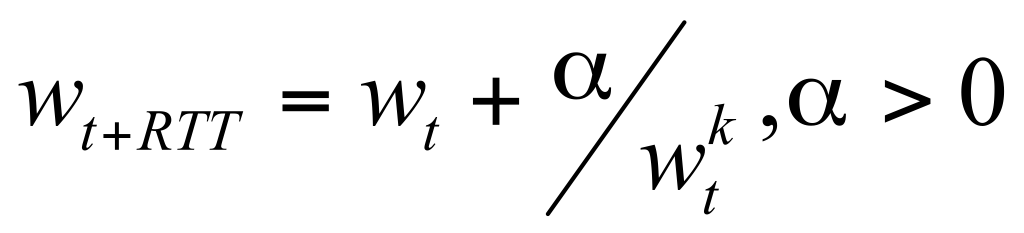 w_{t+RTT} = w_t + α/w_t^k , α > 0